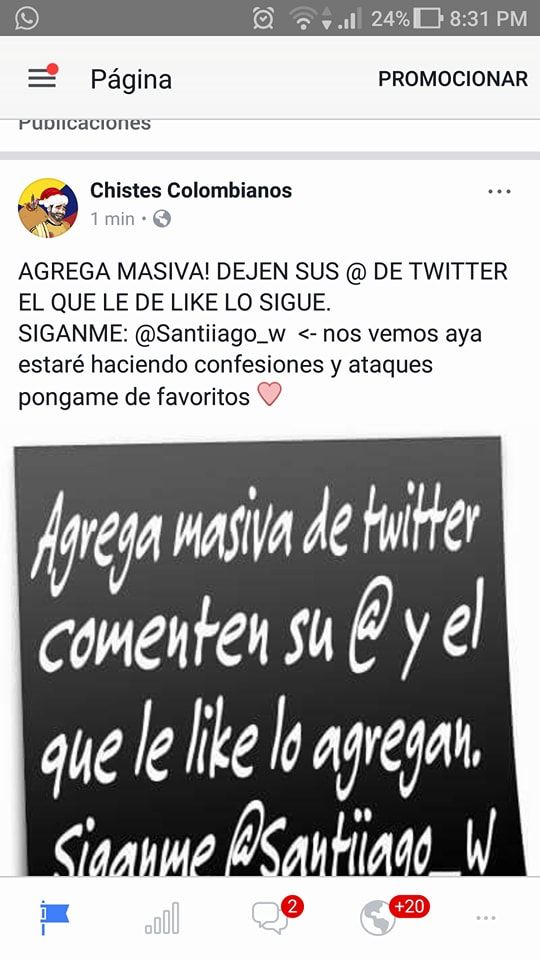 24% 8:31 PM
Página PROMOCIONAR
Publicaciones
Chistes Colombianos
1 min
AGREGA MASIVA! DEJEN SUS @ DE TWITTER
EL QUE LE DE LIKE LO SIGUE.
SIGANME: @Santiiago_w <- nos vemos aya
estaré haciendo confesiones y ataques
pongame de favoritos
Agrega masiva de twitter
comenten su @ y el
que le like lo agregan.
Siganme @Santiiago_W
2 +20